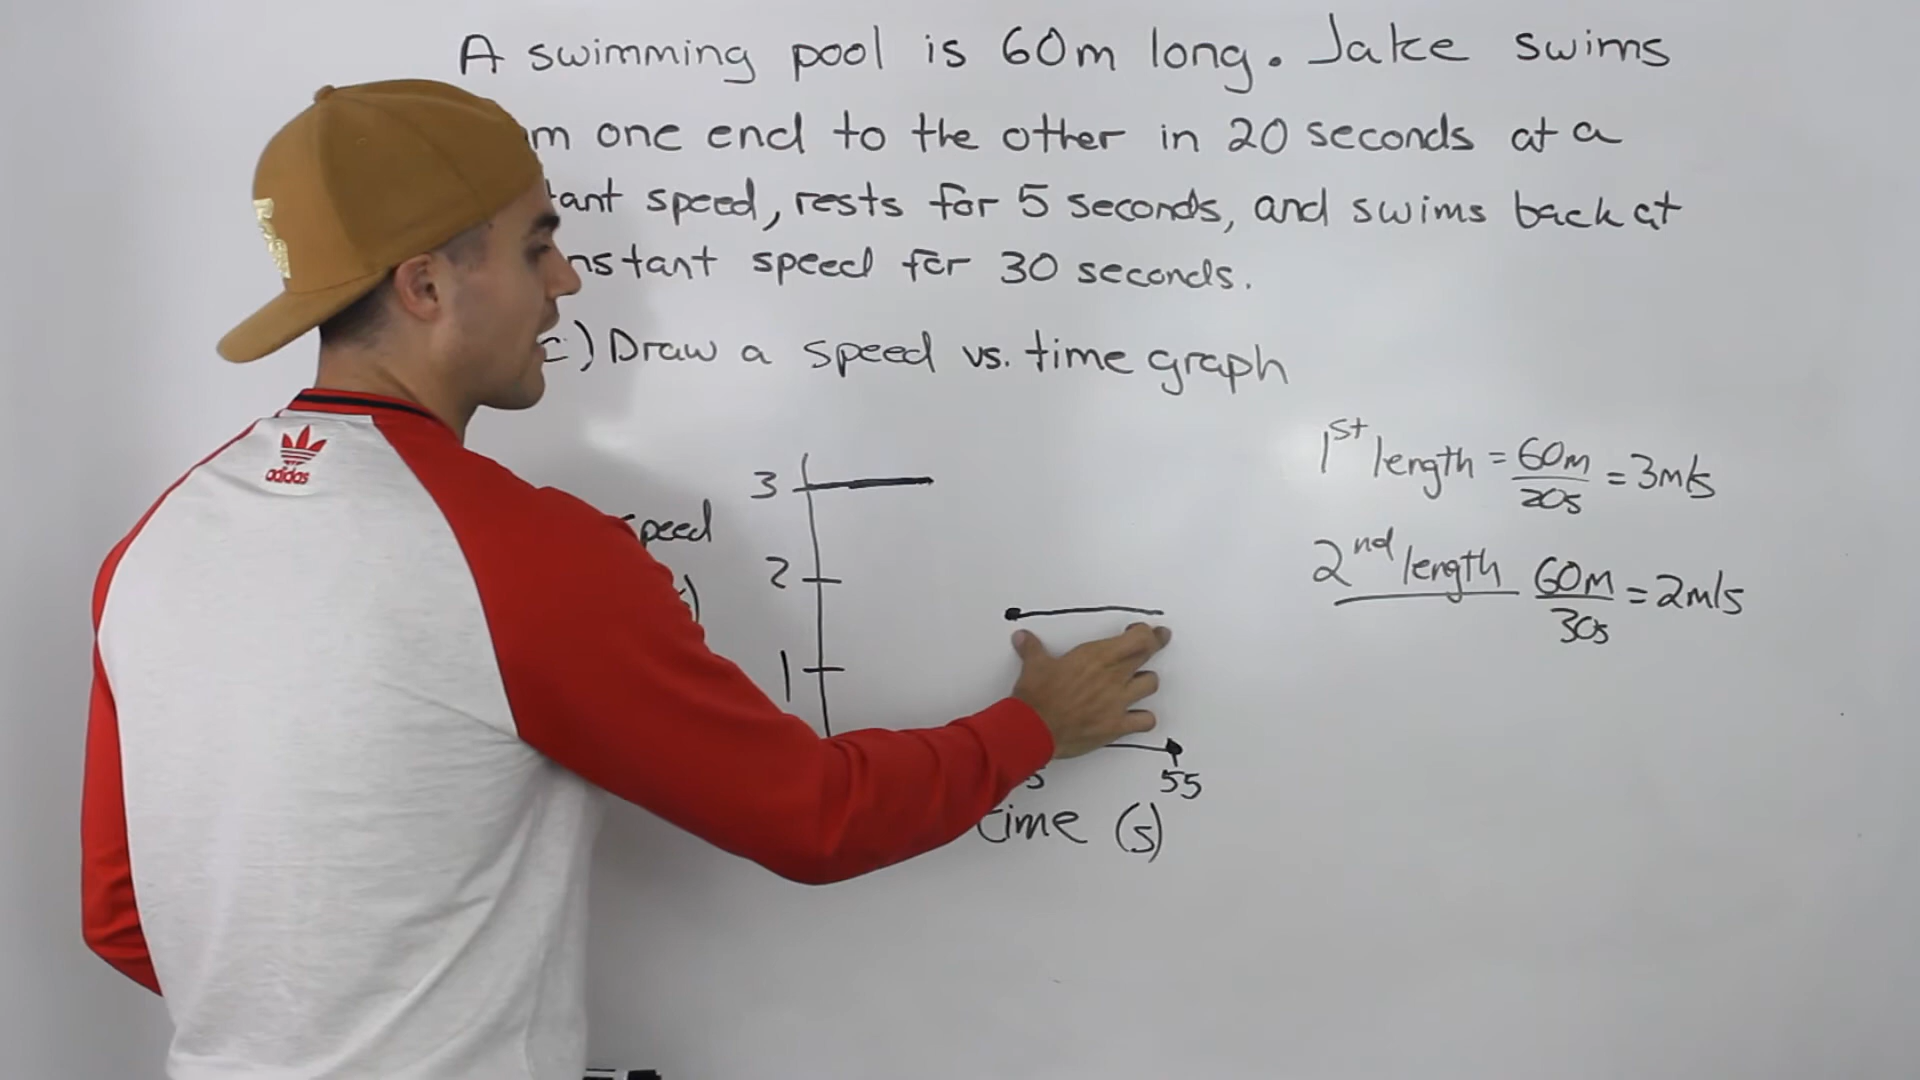 A swimming pool is 60m long. Jake swims
m one end to the other in 20 seconds at a
tant speed, rests for 5 seconds, and swims back at
nstant speed for 30 seconds.
c) Draw a speed vs. time graph
1st length = 60m/20s = 3m/s
2nd length 60m/30s = 2m/s
3
peed
2
)
1
5 55
time (s)
adidas